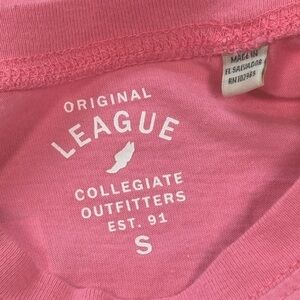 ORIGINAL
LEAGUE
COLLEGIATE
OUTFITTERS
EST. 91
S
MADE IN
EL SALVADOR